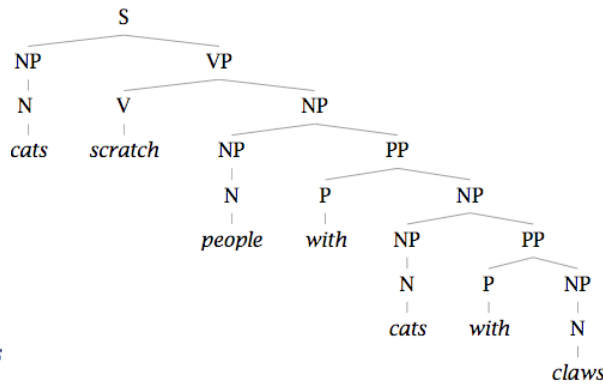 S
NP VP
N V NP
cats scratch NP PP
N P NP
people with NP PP
N P NP
cats with N
s
claws